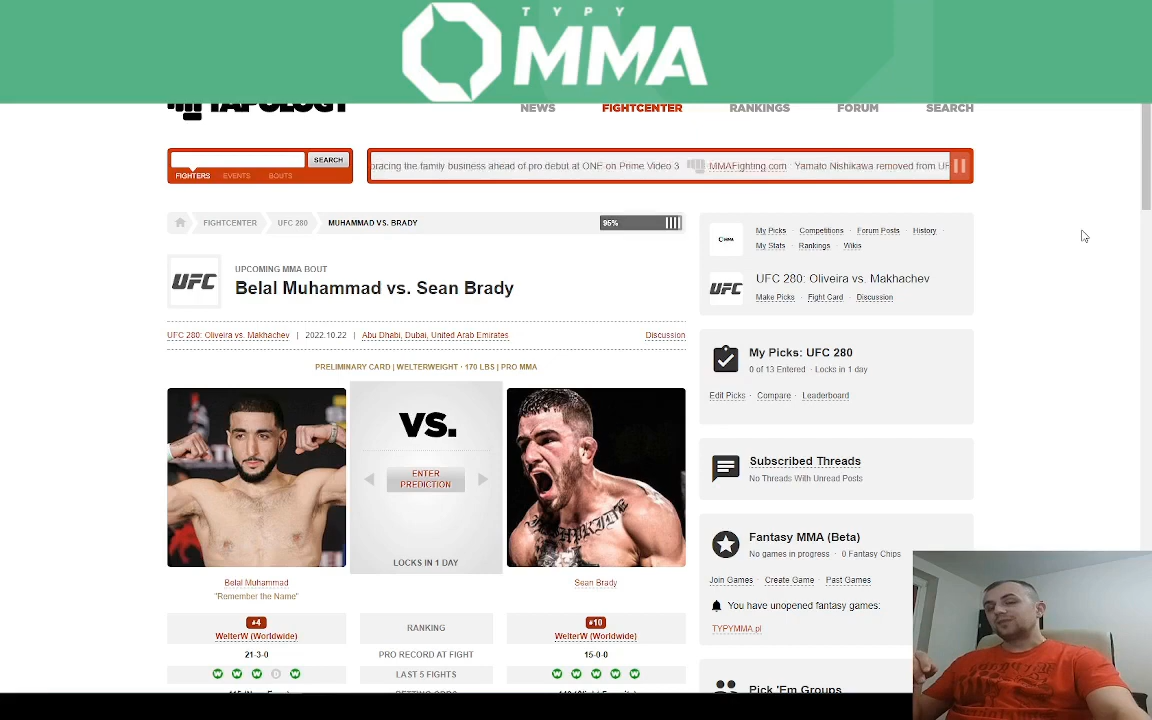 TYPY
MMA
TAPOLOGY
NEWS FIGHTCENTER RANKINGS FORUM SEARCH
SEARCH
FIGHTERS EVENTS BOUTS
bracing the family business ahead of pro debut at ONE on Prime Video 3 MMAFighting.com · Yamato Nishikawa removed from UF
FIGHTCENTER UFC 280 MUHAMMAD VS. BRADY 95%
UFC
UPCOMING MMA BOUT
Belal Muhammad vs. Sean Brady
UFC 280: Oliveira vs. Makhachev | 2022.10.22 | Abu Dhabi, Dubai, United Arab Emirates Discussion
PRELIMINARY CARD | WELTERWEIGHT · 170 LBS | PRO MMA
VS.
ENTER
PREDICTION
LOCKS IN 1 DAY
Belal Muhammad Sean Brady
"Remember the Name"
#4 RANKING #10
WelterW (Worldwide) WelterW (Worldwide)
21-3-0 PRO RECORD AT FIGHT 15-0-0
W W W D W LAST 5 FIGHTS W W W W W
MMA
My Picks · Competitions · Forum Posts · History ·
My Stats · Rankings · Wikis
UFC
UFC 280: Oliveira vs. Makhachev
Make Picks · Fight Card · Discussion
My Picks: UFC 280
0 of 13 Entered · Locks in 1 day
Edit Picks · Compare · Leaderboard
Subscribed Threads
No Threads With Unread Posts
Fantasy MMA (Beta)
No games in progress · 0 Fantasy Chips
Join Games · Create Game · Past Games
You have unopened fantasy games:
TYPYMMA.pl
Pick 'Em Groups